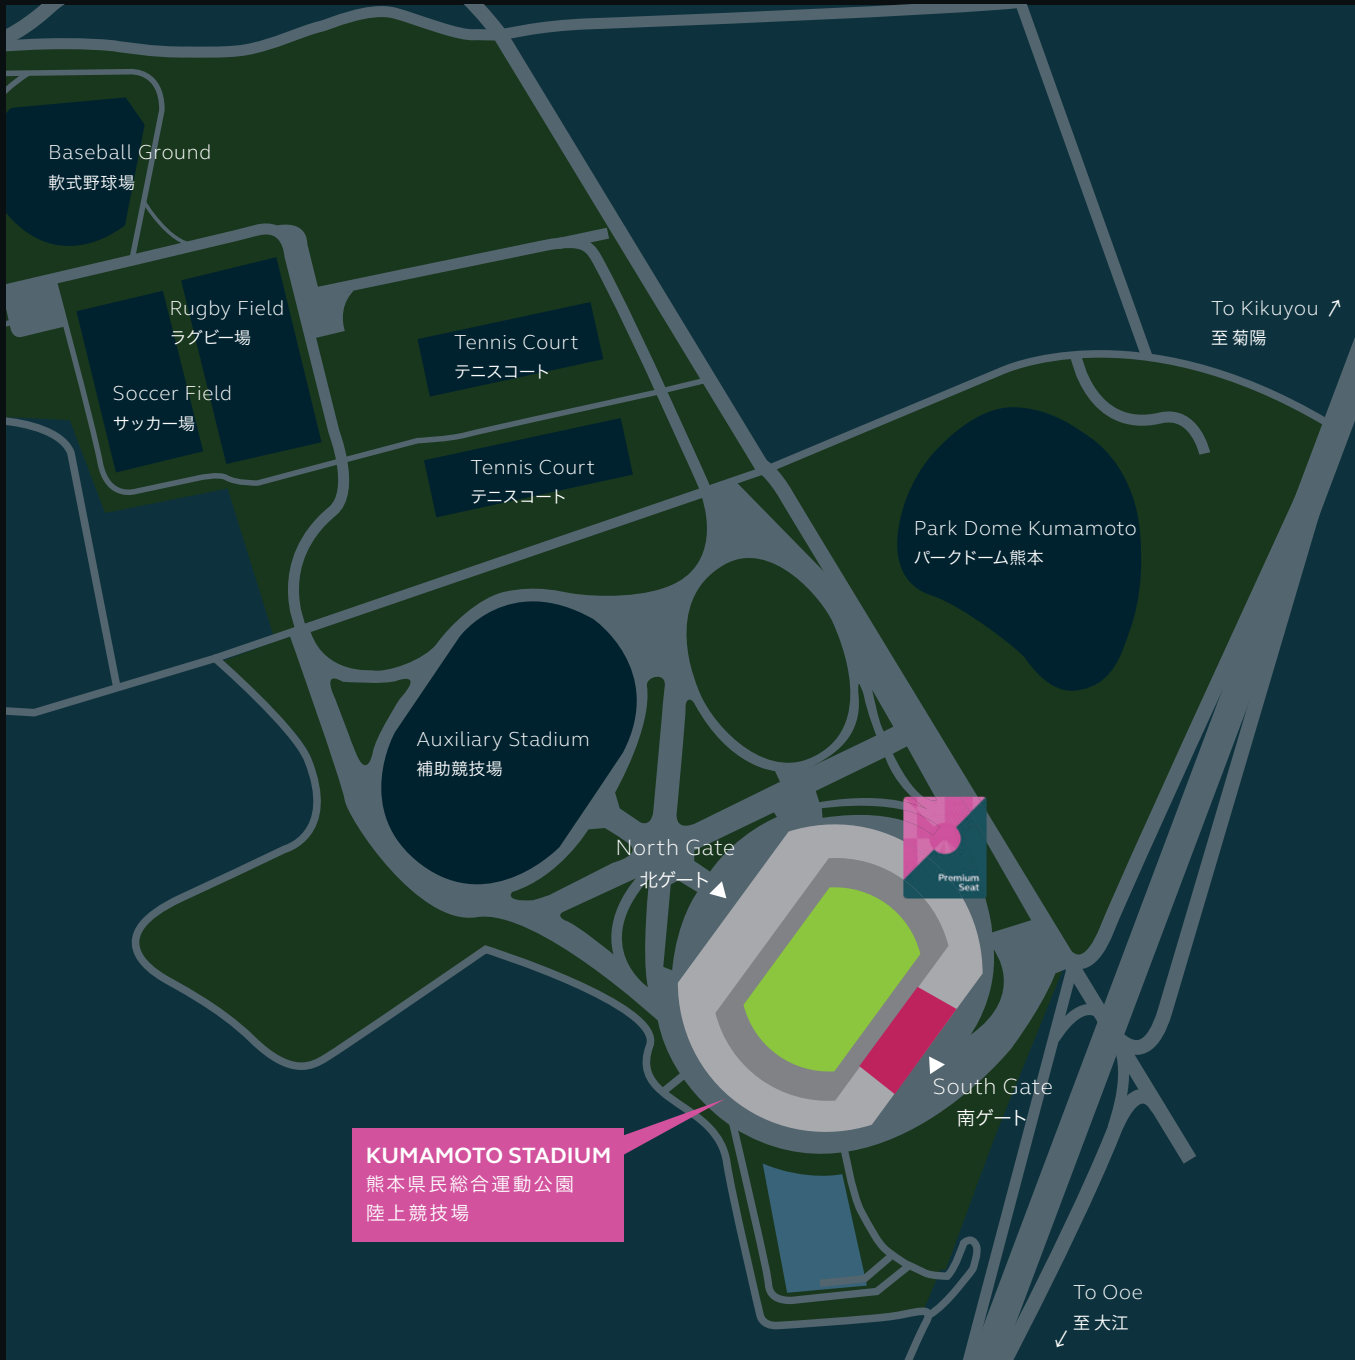 Baseball Ground
軟式野球場
Rugby Field
ラグビー場
To Kikuyou ↗
至 菊陽
Tennis Court
テニスコート
Soccer Field
サッカー場
Tennis Court
テニスコート
Park Dome Kumamoto
パークドーム熊本
Auxiliary Stadium
補助競技場
North Gate
北ゲート
Premium
Seat
South Gate
南ゲート
KUMAMOTO STADIUM
熊本県民総合運動公園
陸上競技場
To Ooe
至 大江
↙